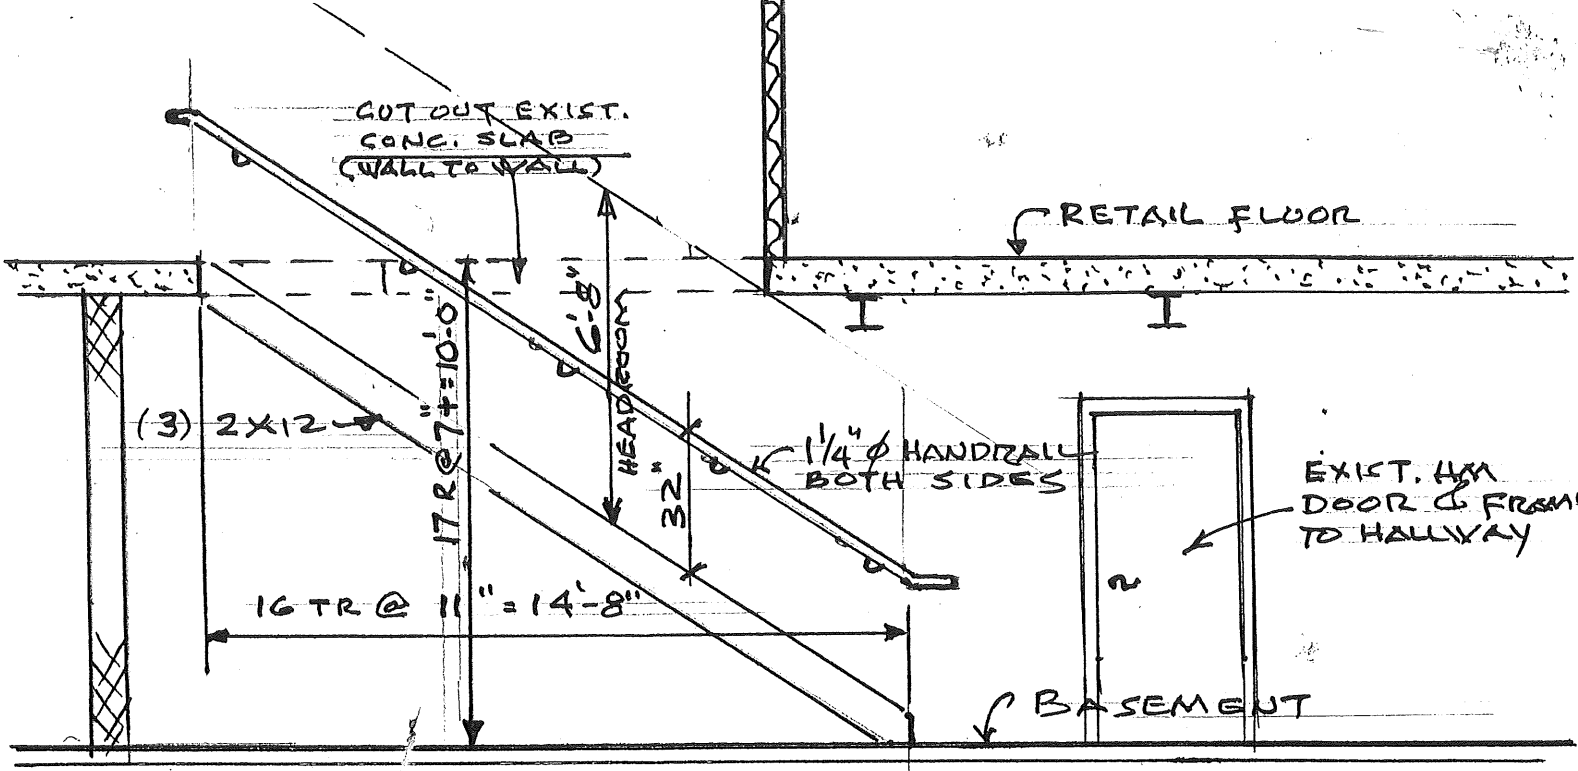 CUT OUT EXIST.
CONC. SLAB
(WALL TO WALL)
RETAIL FLOOR
6'-8"
HEADROOM
17 R @ 7"+ = 10'-0"
(3) 2X12
32"
1 1/4" ⌀ HANDRAIL
BOTH SIDES
EXIST. HM
DOOR & FRAM
TO HALLWAY
16 TR @ 11" = 14'-8"
BASEMENT